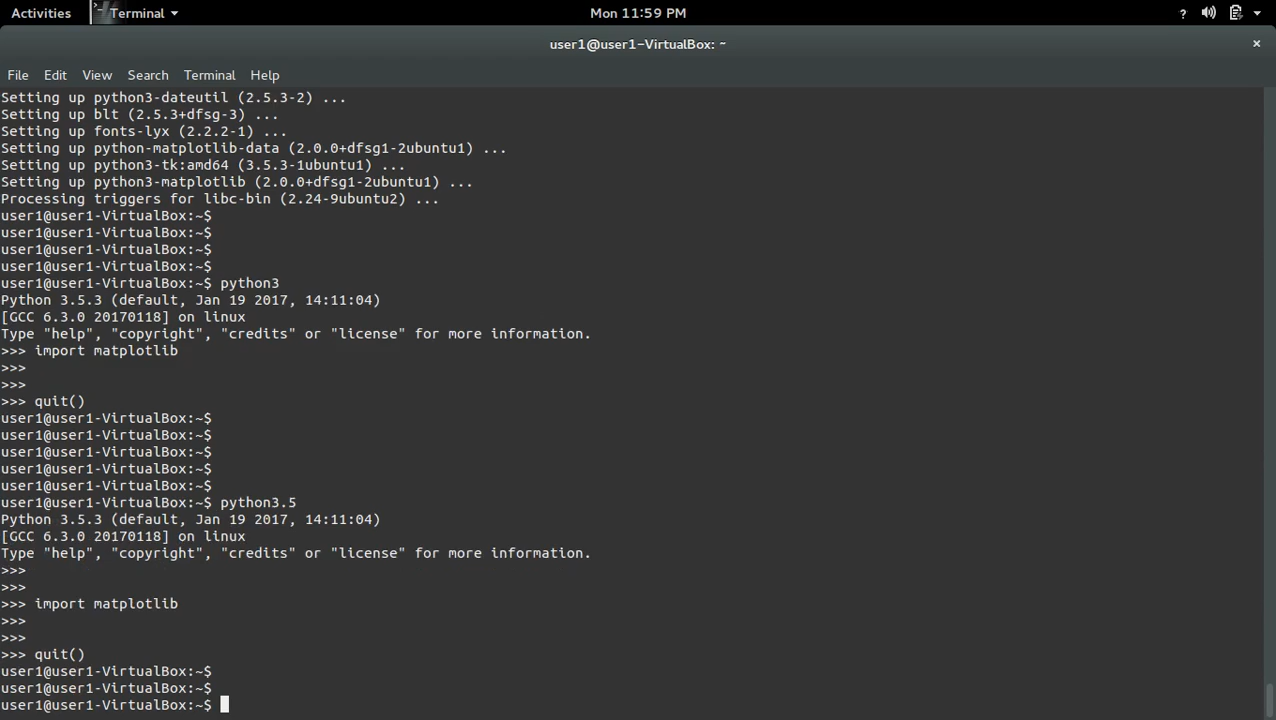 Activities Terminal Mon 11:59 PM ?
user1@user1-VirtualBox: ~ ×
File Edit View Search Terminal Help
Setting up python3-dateutil (2.5.3-2) ...
Setting up blt (2.5.3+dfsg-3) ...
Setting up fonts-lyx (2.2.2-1) ...
Setting up python-matplotlib-data (2.0.0+dfsg1-2ubuntu1) ...
Setting up python3-tk:amd64 (3.5.3-1ubuntu1) ...
Setting up python3-matplotlib (2.0.0+dfsg1-2ubuntu1) ...
Processing triggers for libc-bin (2.24-9ubuntu2) ...
user1@user1-VirtualBox:~$
user1@user1-VirtualBox:~$
user1@user1-VirtualBox:~$
user1@user1-VirtualBox:~$
user1@user1-VirtualBox:~$ python3
Python 3.5.3 (default, Jan 19 2017, 14:11:04)
[GCC 6.3.0 20170118] on linux
Type "help", "copyright", "credits" or "license" for more information.
>>> import matplotlib
>>>
>>>
>>> quit()
user1@user1-VirtualBox:~$
user1@user1-VirtualBox:~$
user1@user1-VirtualBox:~$
user1@user1-VirtualBox:~$
user1@user1-VirtualBox:~$
user1@user1-VirtualBox:~$ python3.5
Python 3.5.3 (default, Jan 19 2017, 14:11:04)
[GCC 6.3.0 20170118] on linux
Type "help", "copyright", "credits" or "license" for more information.
>>>
>>>
>>> import matplotlib
>>>
>>>
>>> quit()
user1@user1-VirtualBox:~$
user1@user1-VirtualBox:~$
user1@user1-VirtualBox:~$